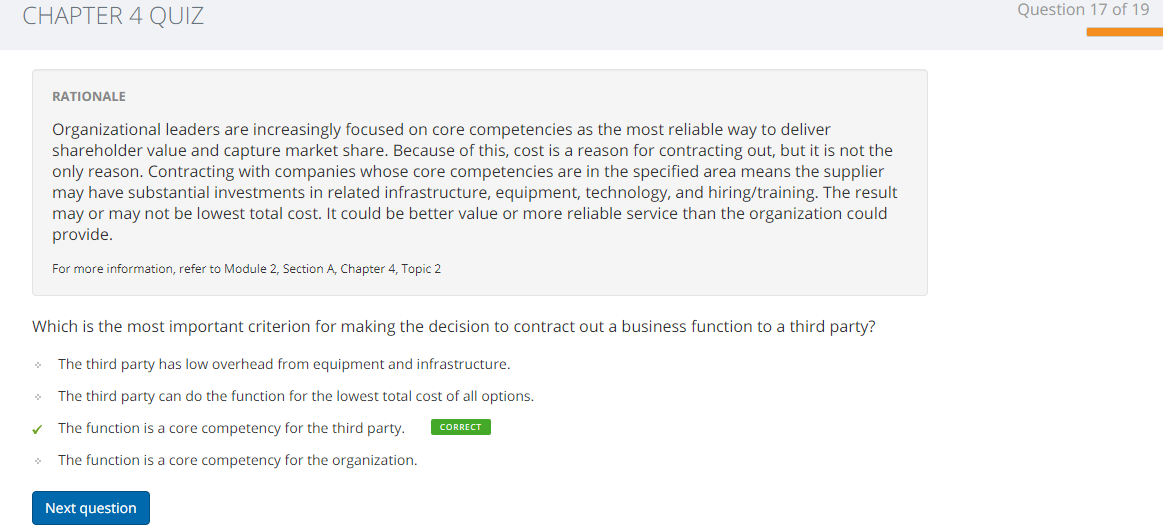 CHAPTER 4 QUIZ
Question 17 of 19
RATIONALE
Organizational leaders are increasingly focused on core competencies as the most reliable way to deliver
shareholder value and capture market share. Because of this, cost is a reason for contracting out, but it is not the
only reason. Contracting with companies whose core competencies are in the specified area means the supplier
may have substantial investments in related infrastructure, equipment, technology, and hiring/training. The result
may or may not be lowest total cost. It could be better value or more reliable service than the organization could
provide.
For more information, refer to Module 2, Section A, Chapter 4, Topic 2
Which is the most important criterion for making the decision to contract out a business function to a third party?
The third party has low overhead from equipment and infrastructure.
The third party can do the function for the lowest total cost of all options.
The function is a core competency for the third party. CORRECT
The function is a core competency for the organization.
Next question